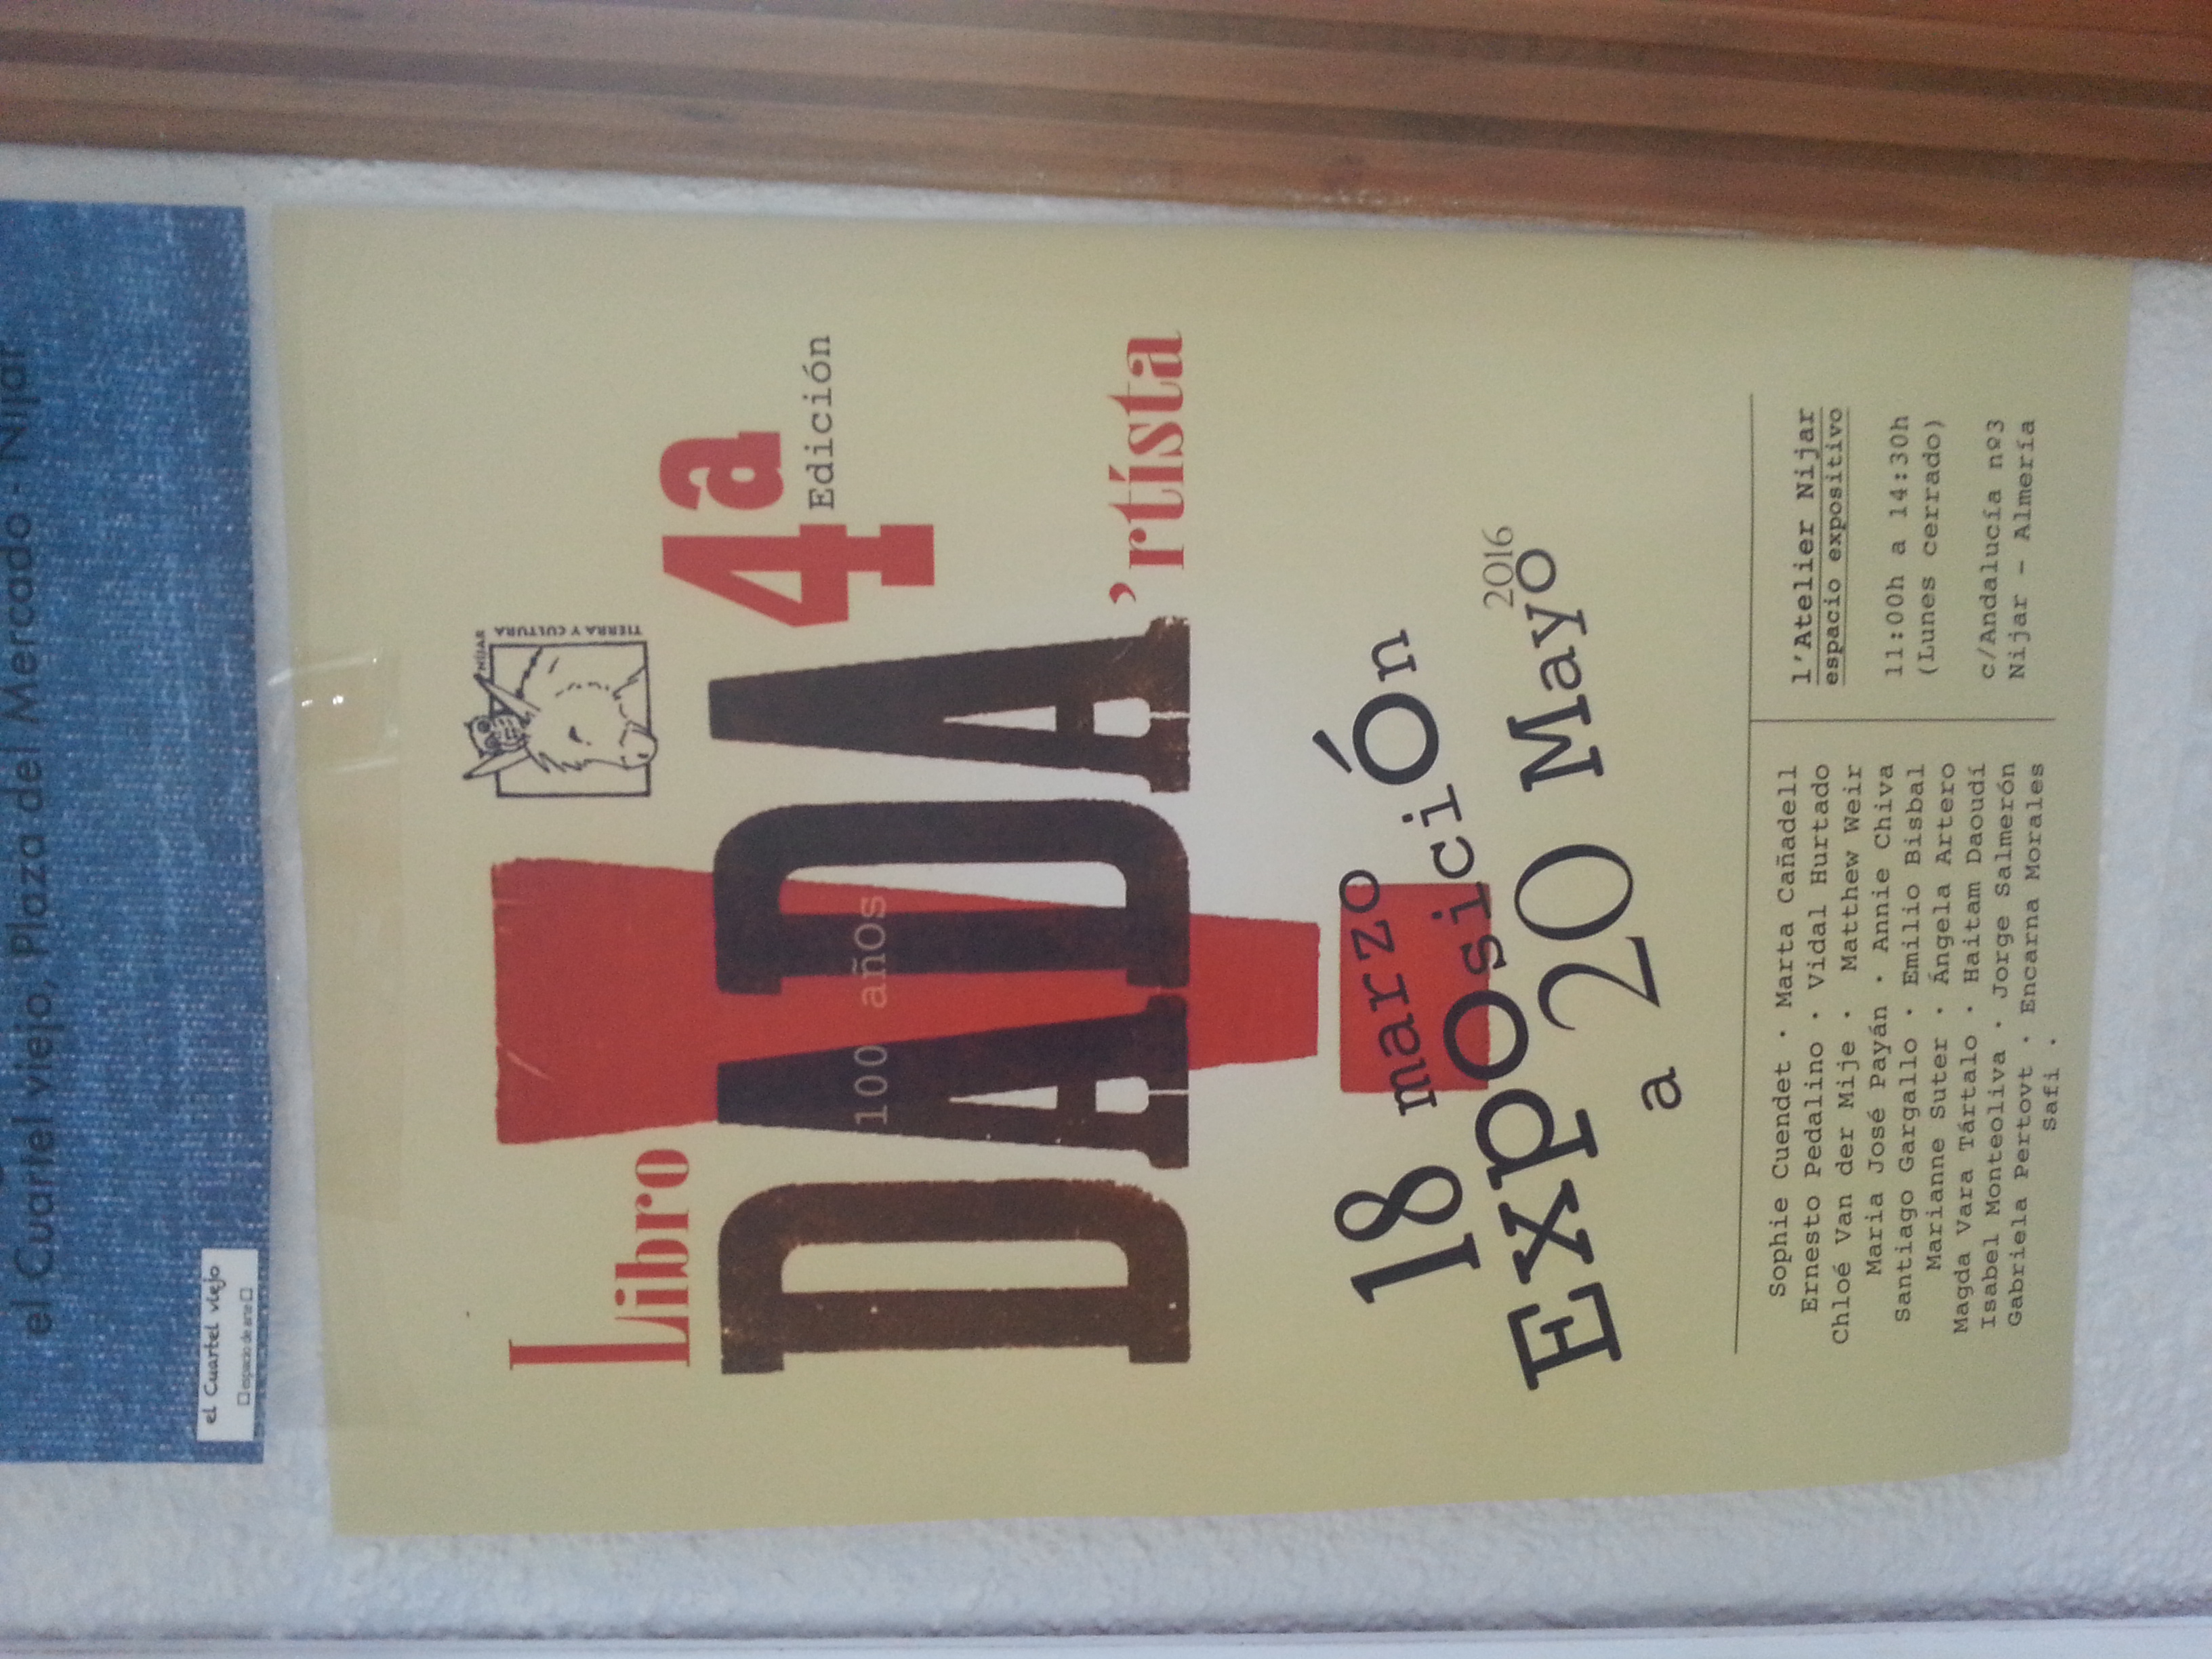 el Cuartel viejo, Plaza del Mercado - Níjar
el Cuartel viejo
espacio de arte
NÍJAR
TIERRA Y CULTURA
Libro
4a
Edición
DADA
100 años
'rtísta
18 marzo
ExpOsiciÓn
2016
a 20 Mayo
Sophie Cuendet · Marta Cañadell
Ernesto Pedalino · Vidal Hurtado
Chloé Van der Mije · Matthew Weir
Maria José Payán · Annie Chiva
Santiago Gargallo · Emilio Bisbal
Marianne Suter · Ángela Artero
Magda Vara Tártalo · Haitam Daoudí
Isabel Monteoliva · Jorge Salmerón
Gabriela Pertovt · Encarna Morales
Safi ·
l'Atelier Nijar
espacio expositivo
11:00h a 14:30h
(Lunes cerrado)
c/Andalucía nº3
Nijar - Almería